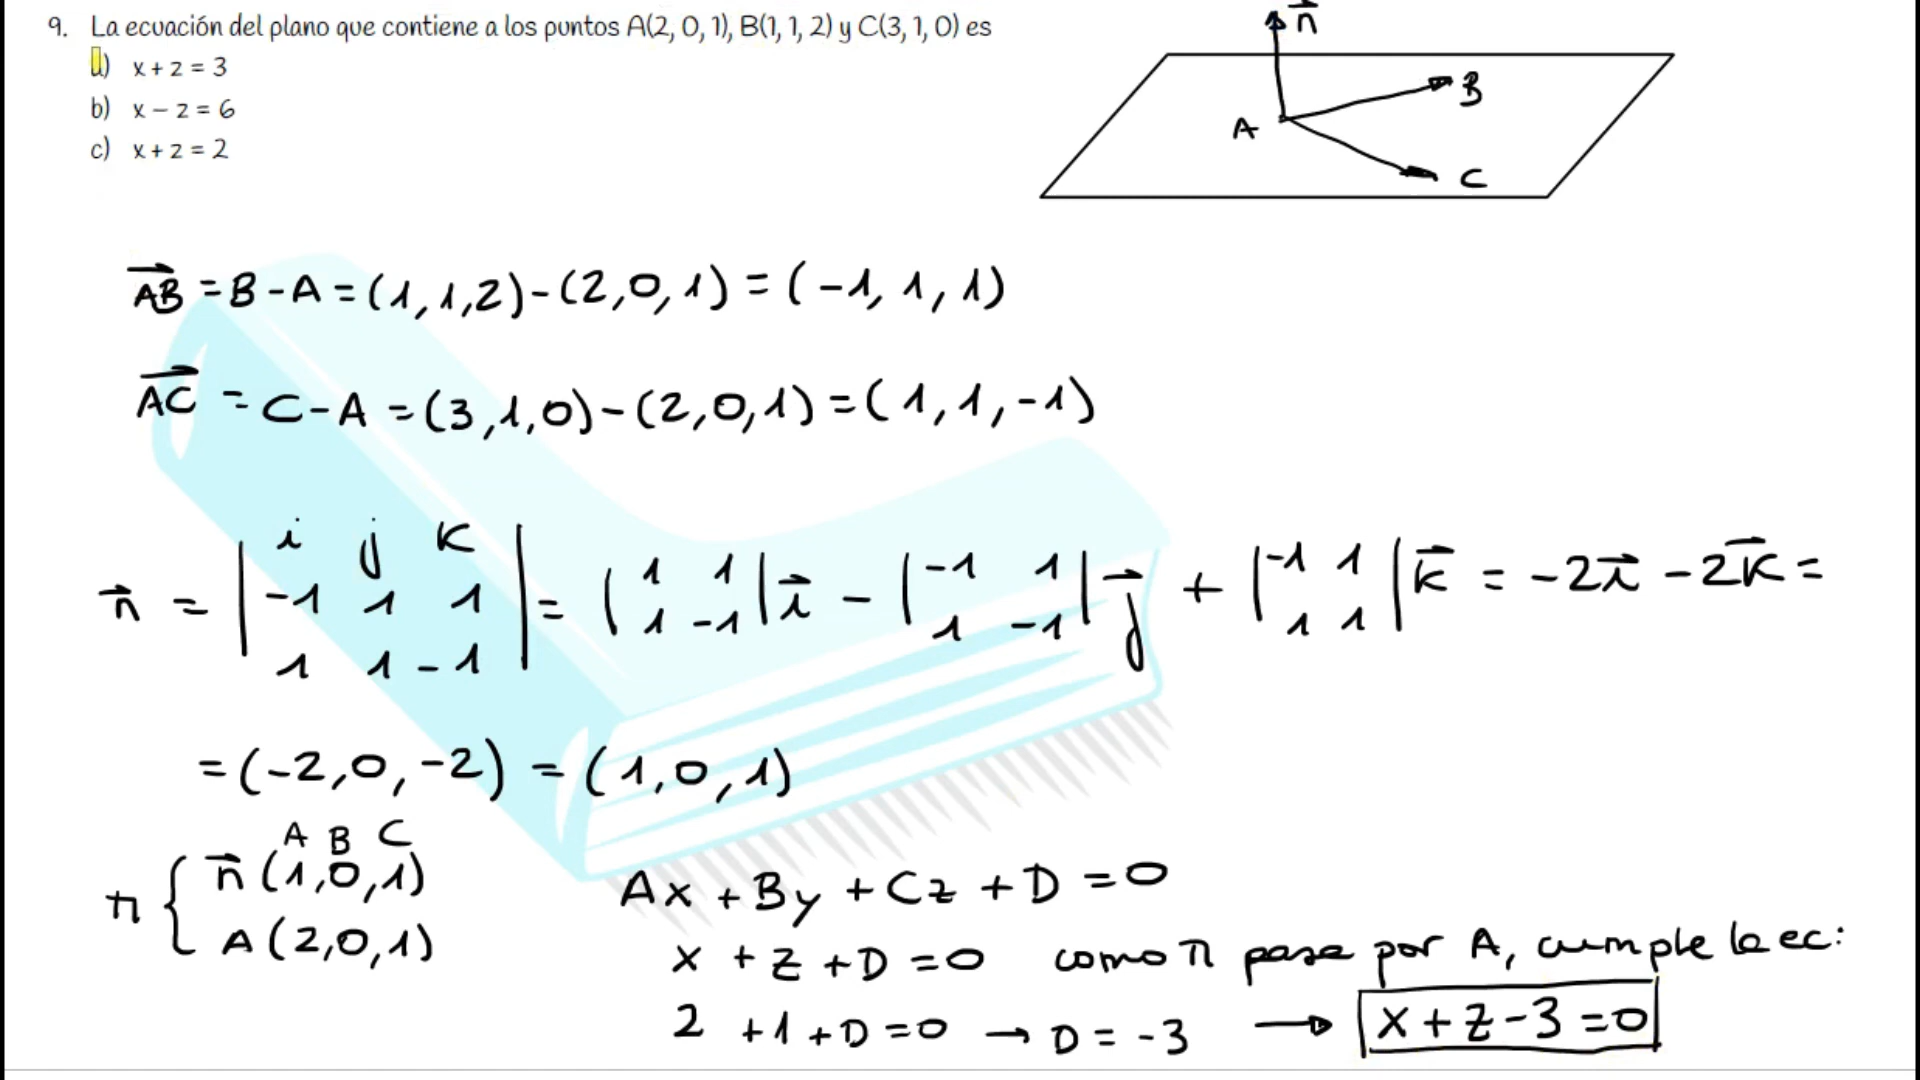 9. La ecuación del plano que contiene a los puntos A(2, 0, 1), B(1, 1, 2) y C(3, 1, 0) es
a) x + z = 3
b) x − z = 6
c) x + z = 2
n⃗
A
B
C
AB⃗ = B - A = (1, 1, 2) - (2, 0, 1) = (-1, 1, 1)
AC⃗ = C - A = (3, 1, 0) - (2, 0, 1) = (1, 1, -1)
n⃗ = | i j k ; -1 1 1 ; 1 1 -1 | = | 1 1 ; 1 -1 | i⃗ - | -1 1 ; 1 -1 | j⃗ + | -1 1 ; 1 1 | k⃗ = -2i⃗ - 2k⃗ =
= (-2, 0, -2) = (1, 0, 1)
A B C
π { n⃗ (1, 0, 1)
A (2, 0, 1)
Ax + By + Cz + D = 0
x + z + D = 0 como π pasa por A, cumple la ec:
2 + 1 + D = 0 → D = -3 → x + z - 3 = 0